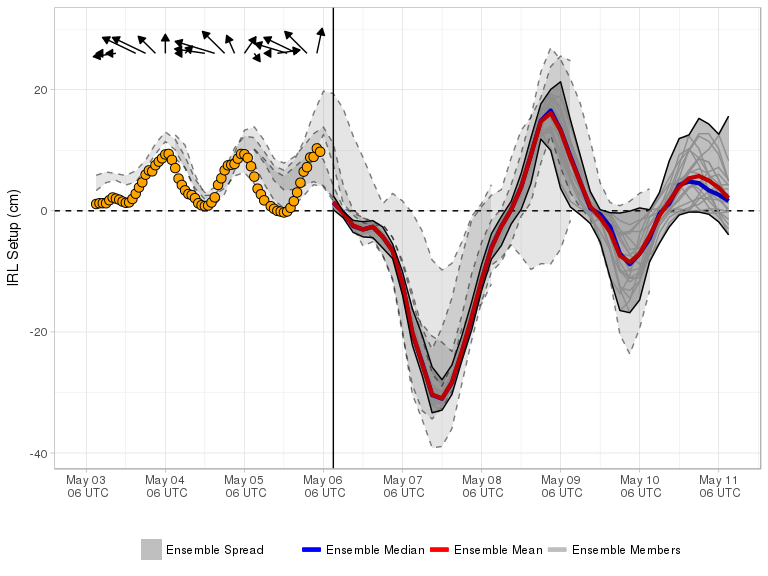 IRL Setup (cm)
20
0
-20
-40
May 03 May 04 May 05 May 06 May 07 May 08 May 09 May 10 May 11
06 UTC 06 UTC 06 UTC 06 UTC 06 UTC 06 UTC 06 UTC 06 UTC 06 UTC
Ensemble Spread Ensemble Median Ensemble Mean Ensemble Members